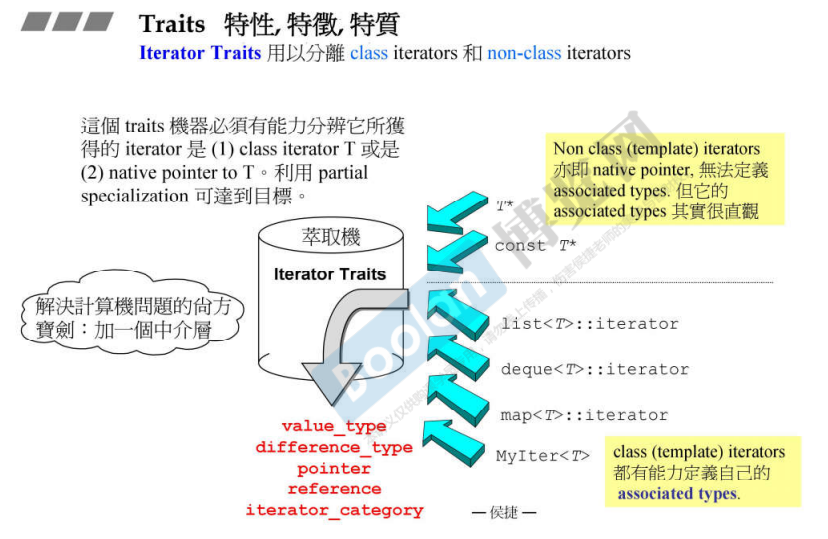 Traits 特性, 特徵, 特質
Iterator Traits 用以分離 class iterators 和 non-class iterators
這個 traits 機器必須有能力分辨它所獲
得的 iterator 是 (1) class iterator T 或是
(2) native pointer to T。利用 partial
specialization 可達到目標。
Non class (template) iterators
亦即 native pointer, 無法定義
associated types. 但它的
associated types 其實很直觀
T*
const T*
萃取機
Iterator Traits
解決計算機問題的尚方
寶劍：加一個中介層
list<T>::iterator
deque<T>::iterator
map<T>::iterator
MyIter<T>
class (template) iterators
都有能力定義自己的
associated types.
value_type
difference_type
pointer
reference
iterator_category
— 侯捷 —
Boolan 博览网